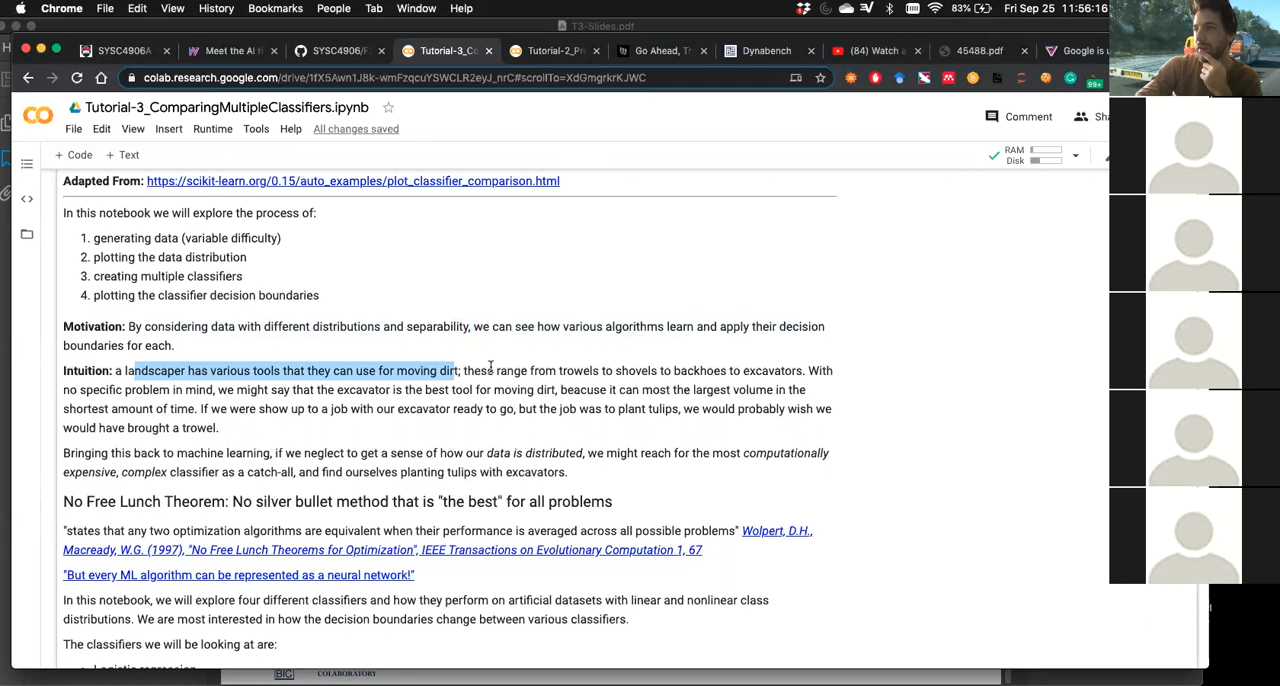 Chrome File Edit View History Bookmarks People Tab Window Help 83% Fri Sep 25 11:56:16
T3-Slides.pdf
SYSC4906A Meet the AI th SYSC4906/F Tutorial-3_Co Tutorial-2_Pr Go Ahead, Th Dynabench (84) Watch a 45488.pdf Google is
colab.research.google.com/drive/1fX5Awn1J8k-wmFzqcuYSWCLR2eyJ_nrC#scrollTo=XdGmgrkrKJWC 99+
Tutorial-3_ComparingMultipleClassifiers.ipynb
File Edit View Insert Runtime Tools Help All changes saved
Comment Sha
+ Code + Text
RAM
Disk
Adapted From: https://scikit-learn.org/0.15/auto_examples/plot_classifier_comparison.html
In this notebook we will explore the process of:
1. generating data (variable difficulty)
2. plotting the data distribution
3. creating multiple classifiers
4. plotting the classifier decision boundaries
Motivation: By considering data with different distributions and separability, we can see how various algorithms learn and apply their decision
boundaries for each.
Intuition: a landscaper has various tools that they can use for moving dirt; these range from trowels to shovels to backhoes to excavators. With
no specific problem in mind, we might say that the excavator is the best tool for moving dirt, beacuse it can most the largest volume in the
shortest amount of time. If we were show up to a job with our excavator ready to go, but the job was to plant tulips, we would probably wish we
would have brought a trowel.
Bringing this back to machine learning, if we neglect to get a sense of how our data is distributed, we might reach for the most computationally
expensive, complex classifier as a catch-all, and find ourselves planting tulips with excavators.
No Free Lunch Theorem: No silver bullet method that is "the best" for all problems
"states that any two optimization algorithms are equivalent when their performance is averaged across all possible problems" Wolpert, D.H.,
Macready, W.G. (1997), "No Free Lunch Theorems for Optimization", IEEE Transactions on Evolutionary Computation 1, 67
"But every ML algorithm can be represented as a neural network!"
In this notebook, we will explore four different classifiers and how they perform on artificial datasets with linear and nonlinear class
distributions. We are most interested in how the decision boundaries change between various classifiers.
The classifiers we will be looking at are:
Logistic regression
BIC COLABORATORY